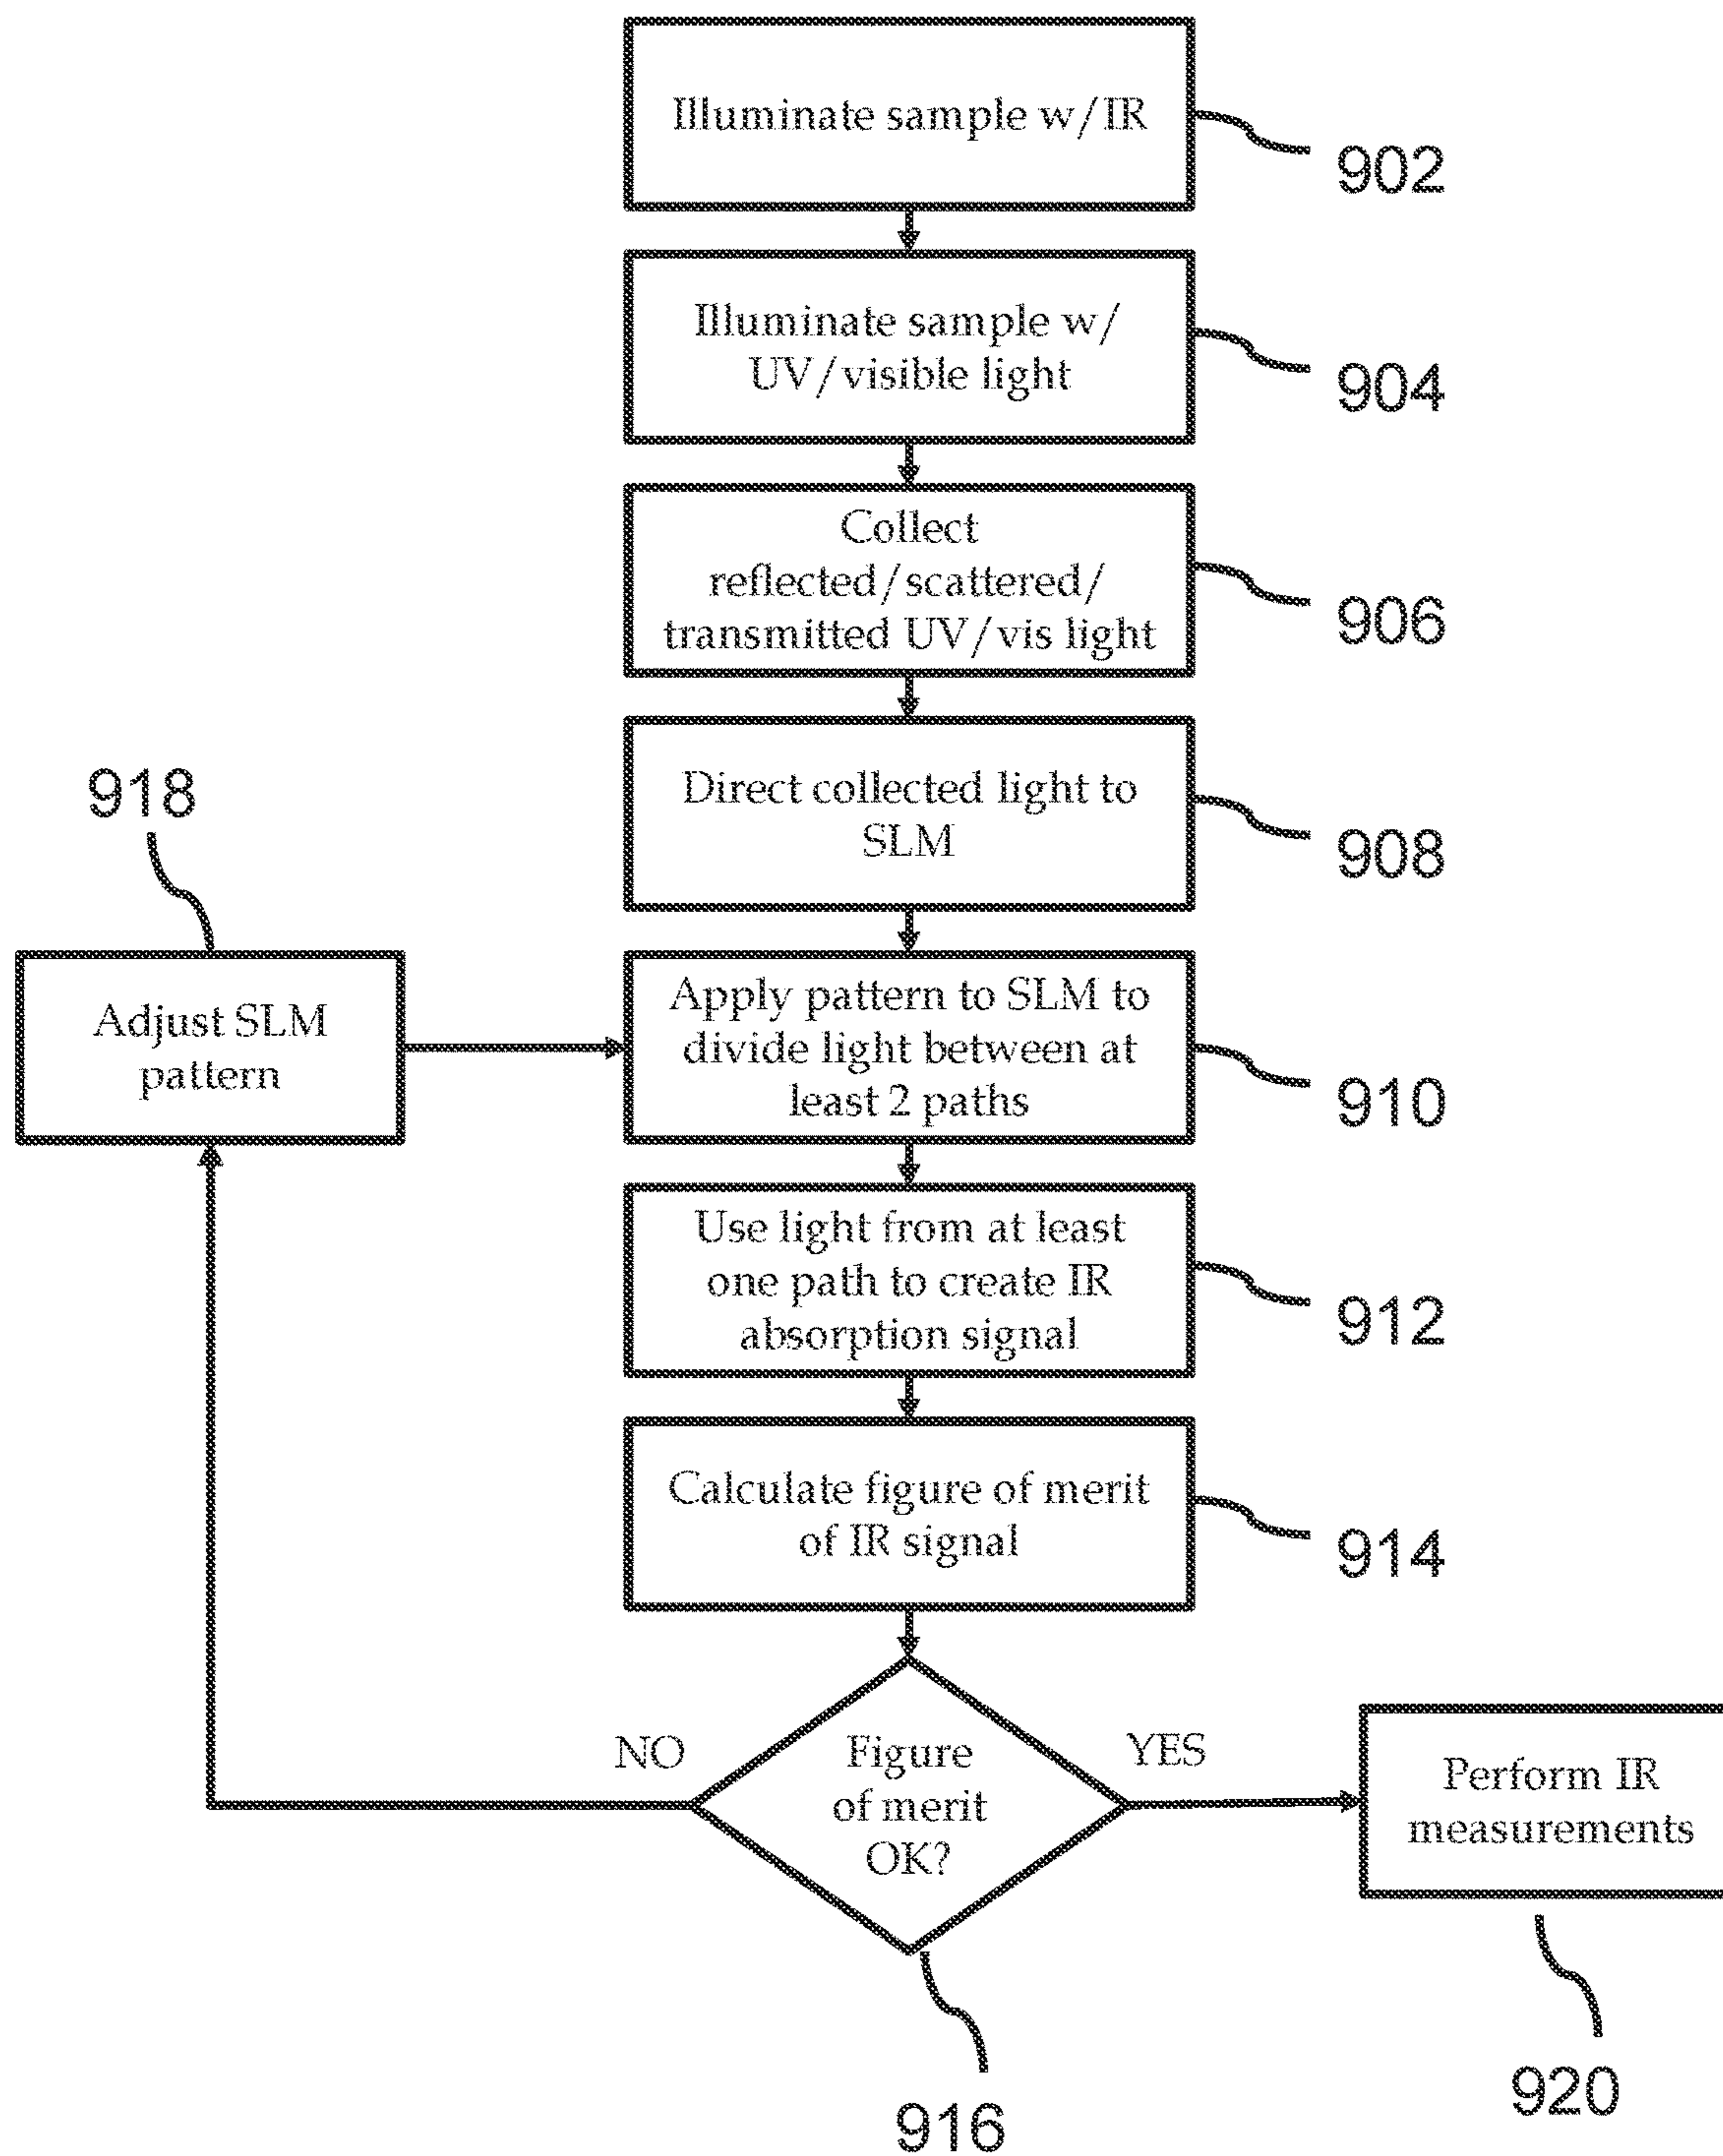 Illuminate sample w/IR
902
Illuminate sample w/
UV/visible light
904
Collect
reflected/scattered/
transmitted UV/vis light
906
Direct collected light to
SLM
908
918
Adjust SLM
pattern
Apply pattern to SLM to
divide light between at
least 2 paths
910
Use light from at least
one path to create IR
absorption signal
912
Calculate figure of merit
of IR signal
914
NO
Figure
of merit
OK?
YES
Perform IR
measurements
916
920